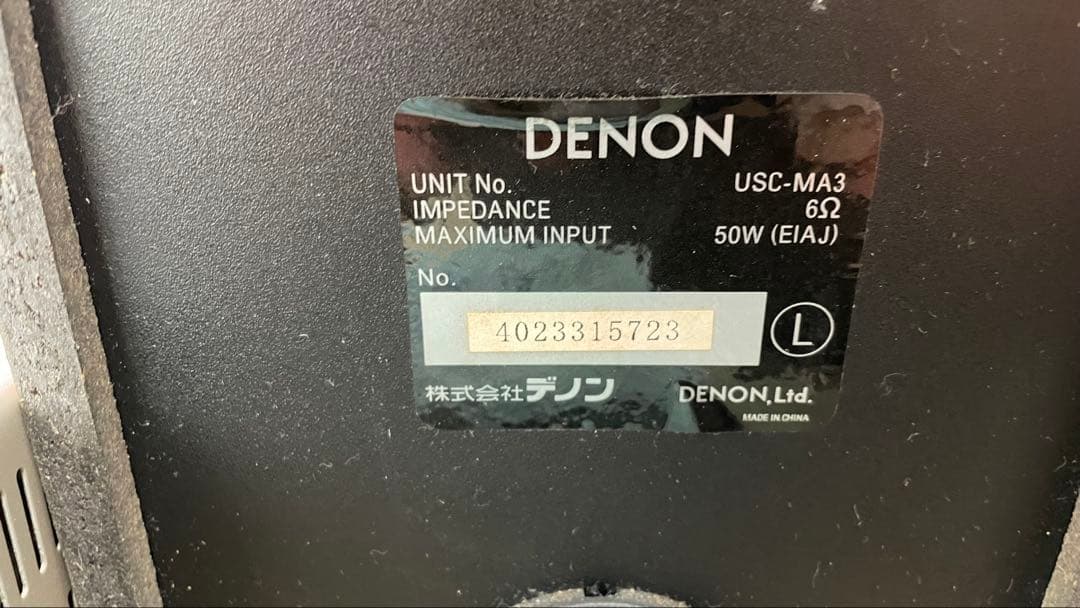 DENON
UNIT No. USC-MA3
IMPEDANCE 6Ω
MAXIMUM INPUT 50W (EIAJ)
No.
4023315723 L
株式会社デノン DENON,Ltd.
MADE IN CHINA